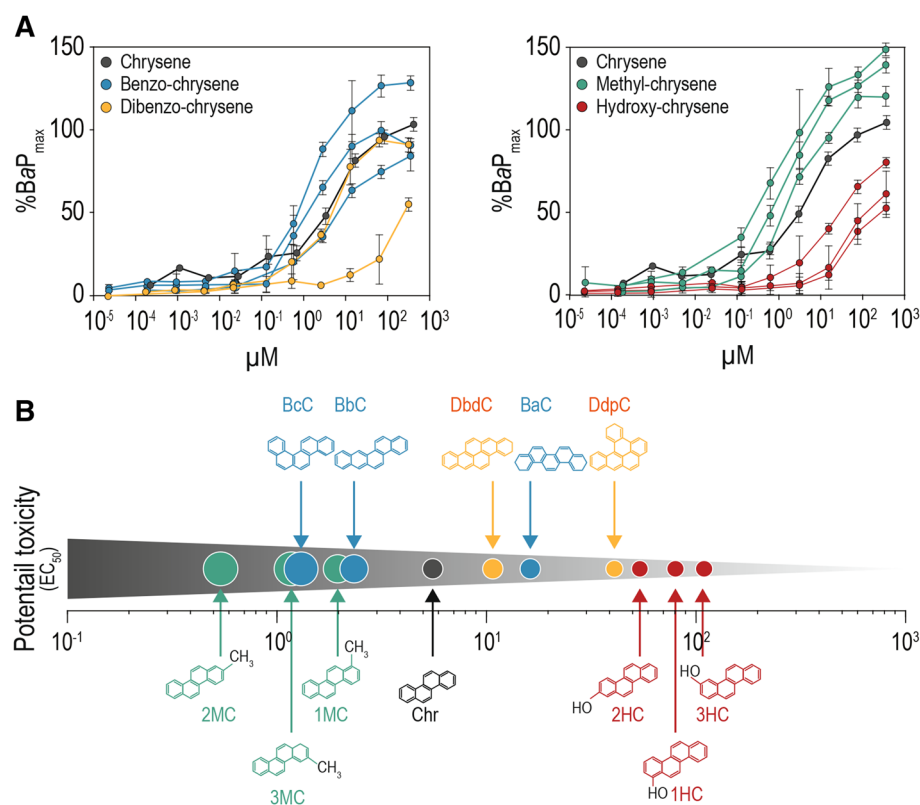 A
150
100
50
0
%BaPmax
Chrysene
Benzo-chrysene
Dibenzo-chrysene
10-5 10-4 10-3 10-2 10-1 100 101 102 103
µM
150
100
50
0
%BaPmax
Chrysene
Methyl-chrysene
Hydroxy-chrysene
10-5 10-4 10-3 10-2 10-1 100 101 102 103
µM
B
BcC BbC DbdC BaC DdpC
Potentail toxicity
(EC50)
10-1 100 101 102 103
CH3 CH3 HO HO
2MC 1MC Chr 2HC 3HC
CH3
3MC
HO 1HC